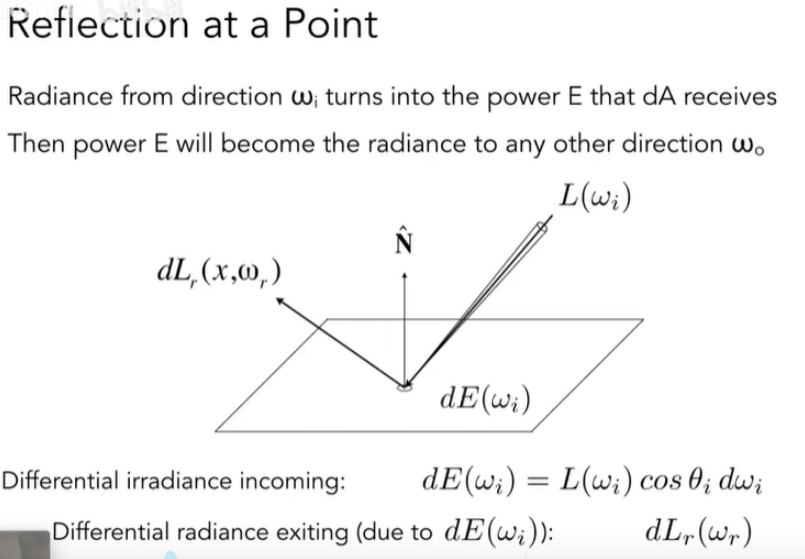 Reflection at a Point
Radiance from direction ωi turns into the power E that dA receives
Then power E will become the radiance to any other direction ωo
L(ωi)
N̂
dLr(x,ωr)
dE(ωi)
Differential irradiance incoming: dE(ωi) = L(ωi) cos θi dωi
Differential radiance exiting (due to dE(ωi)): dLr(ωr)